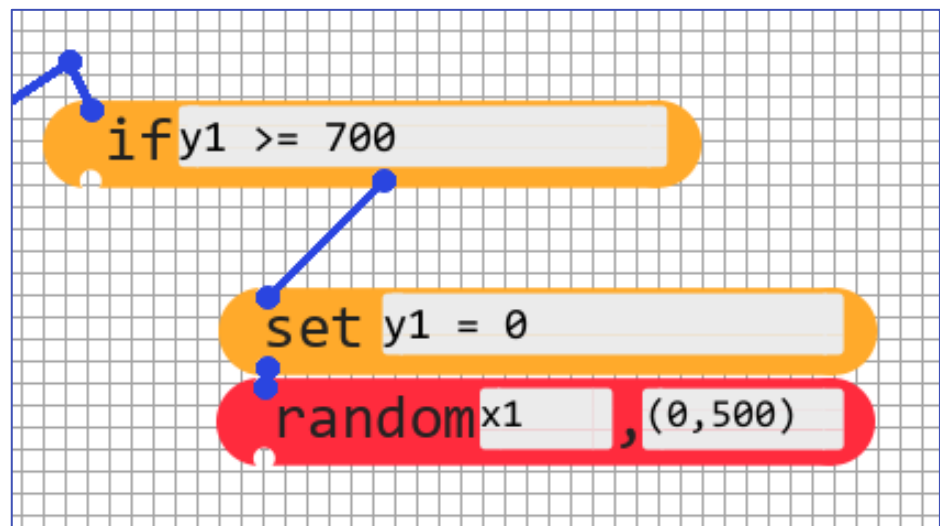 if y1 >= 700
set y1 = 0
random x1 , (0,500)